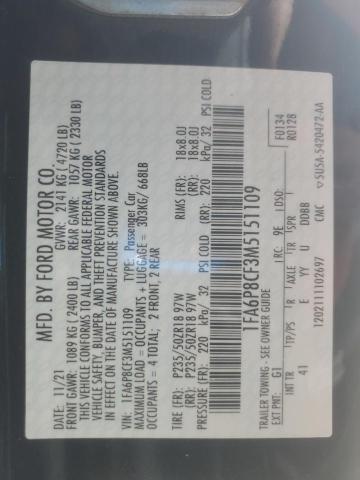 MFD. BY FORD MOTOR CO.
DATE: 11/21 GVWR: 2141 KG ( 4720 LB)
FRONT GAWR: 1089 KG (2400 LB) REAR GAWR: 1057 KG (2330 LB)
THIS VEHICLE CONFORMS TO ALL APPLICABLE FEDERAL MOTOR
VEHICLE SAFETY, BUMPER, AND THEFT PREVENTION STANDARDS
IN EFFECT ON THE DATE OF MANUFACTURE SHOWN ABOVE.
VIN: 1FA6P8CF3M5151109 TYPE: Passenger Car
MAXIMUM LOAD = OCCUPANTS + LUGGAGE = 303KG/ 668LB
OCCUPANTS = 4 TOTAL; 2 FRONT, 2 REAR
TIRE (FR): P235/50ZR18 97W RIMS (FR): 18x8.0J
TIRE (RR): P235/50ZR18 97W (RR): 18x8.0J
PRESSURE (FR): 220 kPa/ 32 PSI COLD (RR): 220 kPa/ 32 PSI COLD
1FA6P8CF3M5151109
F0134
R0128
TRAILER TOWING - SEE OWNER GUIDE
EXT PNT: G1 RC: PE DSO:
INT TR TP/PS R AXLE TR SPR
41 E YY U DDBB
12021111102697 CMC ▽5USA-5420472-AA